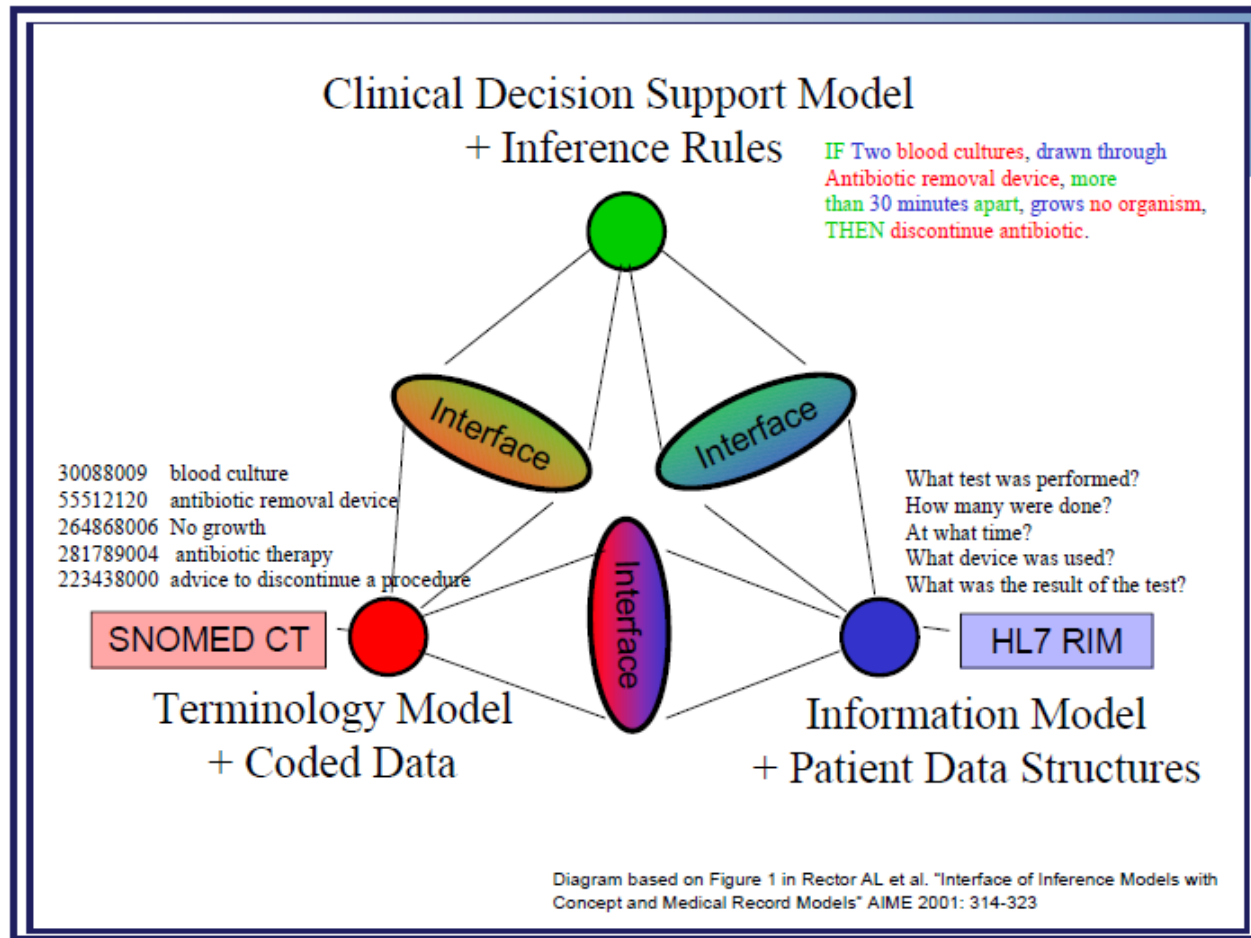 Clinical Decision Support Model
+ Inference Rules
IF Two blood cultures, drawn through
Antibiotic removal device, more
than 30 minutes apart, grows no organism,
THEN discontinue antibiotic.
Interface
Interface
30088009 blood culture
55512120 antibiotic removal device
264868006 No growth
281789004 antibiotic therapy
223438000 advice to discontinue a procedure
What test was performed?
How many were done?
At what time?
What device was used?
What was the result of the test?
Interface
SNOMED CT
HL7 RIM
Terminology Model
+ Coded Data
Information Model
+ Patient Data Structures
Diagram based on Figure 1 in Rector AL et al. "Interface of Inference Models with
Concept and Medical Record Models" AIME 2001: 314-323